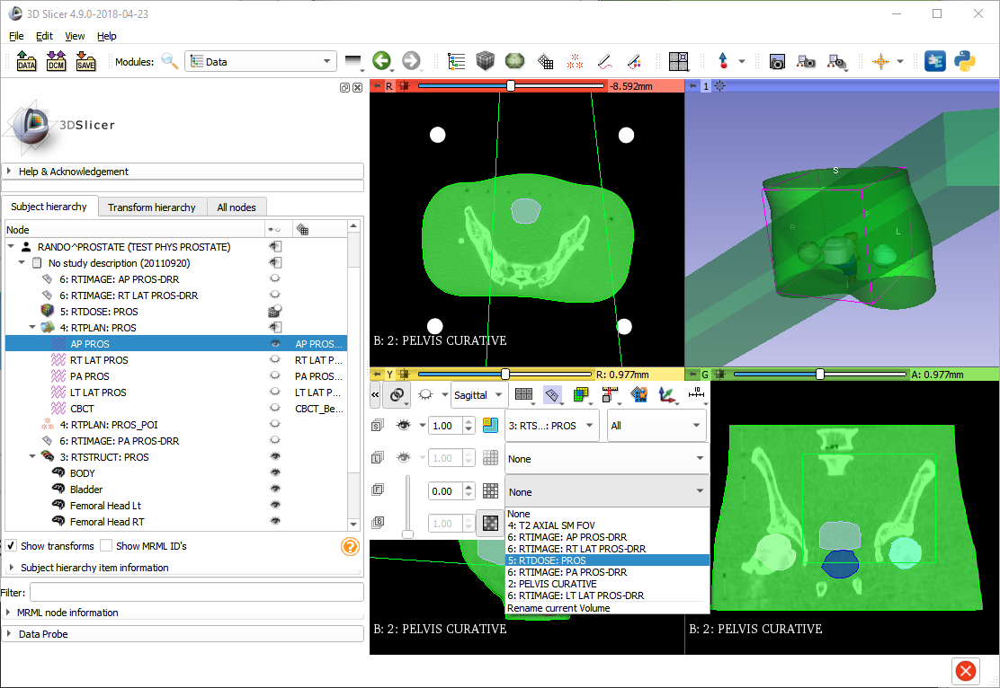 3D Slicer 4.9.0-2018-04-23
File Edit View Help
DATA DCM SAVE Modules: Data
R -8.592mm
1
3DSlicer
Help & Acknowledgement
Subject hierarchy Transform hierarchy All nodes
Node
RANDO^PROSTATE (TEST PHYS PROSTATE)
No study description (20110920)
6: RTIMAGE: AP PROS-DRR
6: RTIMAGE: RT LAT PROS-DRR
5: RTDOSE: PROS
4: RTPLAN: PROS
AP PROS AP PROS...
RT LAT PROS RT LAT P...
PA PROS PA PROS...
LT LAT PROS LT LAT P...
CBCT CBCT_Be...
4: RTPLAN: PROS_POI
6: RTIMAGE: PA PROS-DRR
3: RTSTRUCT: PROS
BODY
Bladder
Femoral Head Lt
Femoral Head RT
Show transforms Show MRML ID's
Subject hierarchy item information
Filter:
MRML node information
Data Probe
B: 2: PELVIS CURATIVE
S
R
L
I
Y R: 0.977mm
G A: 0.977mm
Sagittal
1.00 3: RTS...: PROS All
1.00 None
0.00 None
1.00
None
4: T2 AXIAL SM FOV
6: RTIMAGE: AP PROS-DRR
6: RTIMAGE: RT LAT PROS-DRR
5: RTDOSE: PROS
6: RTIMAGE: PA PROS-DRR
2: PELVIS CURATIVE
6: RTIMAGE: LT LAT PROS-DRR
Rename current Volume
B: 2: PELVIS CURATIVE
B: 2: PELVIS CURATIVE